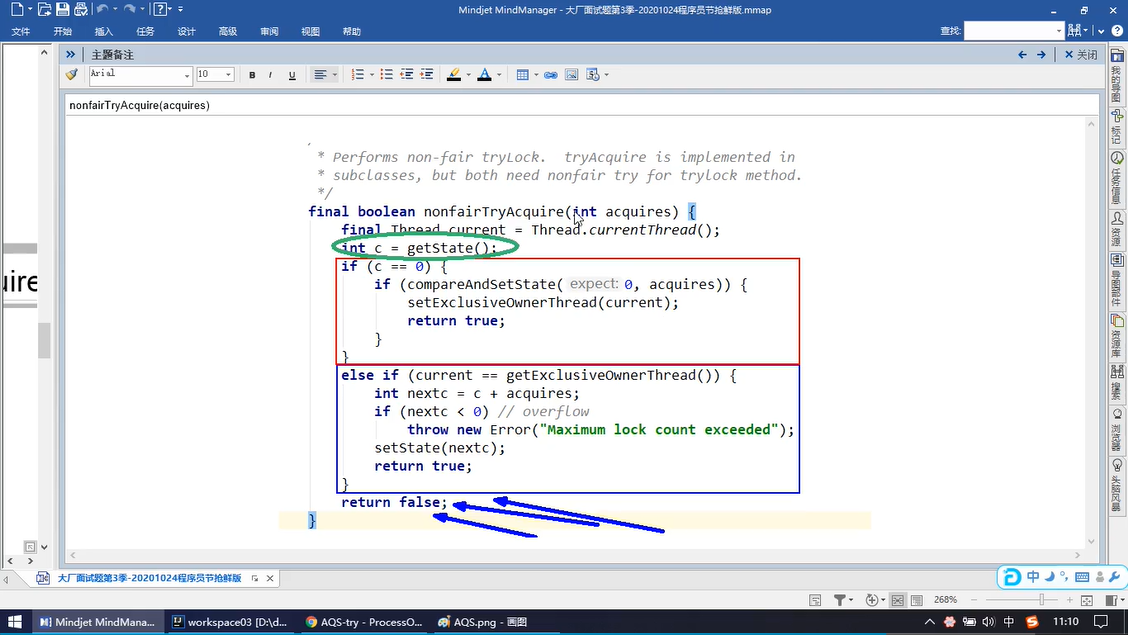 Mindjet MindManager - 大厂面试题第3季-20201024程序员节抢鲜版.mmap
文件 开始 插入 任务 设计 高级 审阅 视图 帮助 查找:
主题备注 关闭
Arial 10 B I U
nonfairTryAcquire(acquires)
* Performs non-fair tryLock.  tryAcquire is implemented in
* subclasses, but both need nonfair try for trylock method.
*/
final boolean nonfairTryAcquire(int acquires) {
final Thread current = Thread.currentThread();
int c = getState();
if (c == 0) {
if (compareAndSetState( expect: 0, acquires)) {
setExclusiveOwnerThread(current);
return true;
}
}
else if (current == getExclusiveOwnerThread()) {
int nextc = c + acquires;
if (nextc < 0) // overflow
throw new Error("Maximum lock count exceeded");
setState(nextc);
return true;
}
return false;
}
uire
我的导图
标记
任务信息
资源
导图部件
资源库
搜索
浏览器
头脑风暴
大厂面试题第3季-20201024程序员节抢鲜版
中
268%
Mindjet MindMana...
workspace03 [D:\d...
AQS-try - ProcessO...
AQS.png - 画图
中
11:10